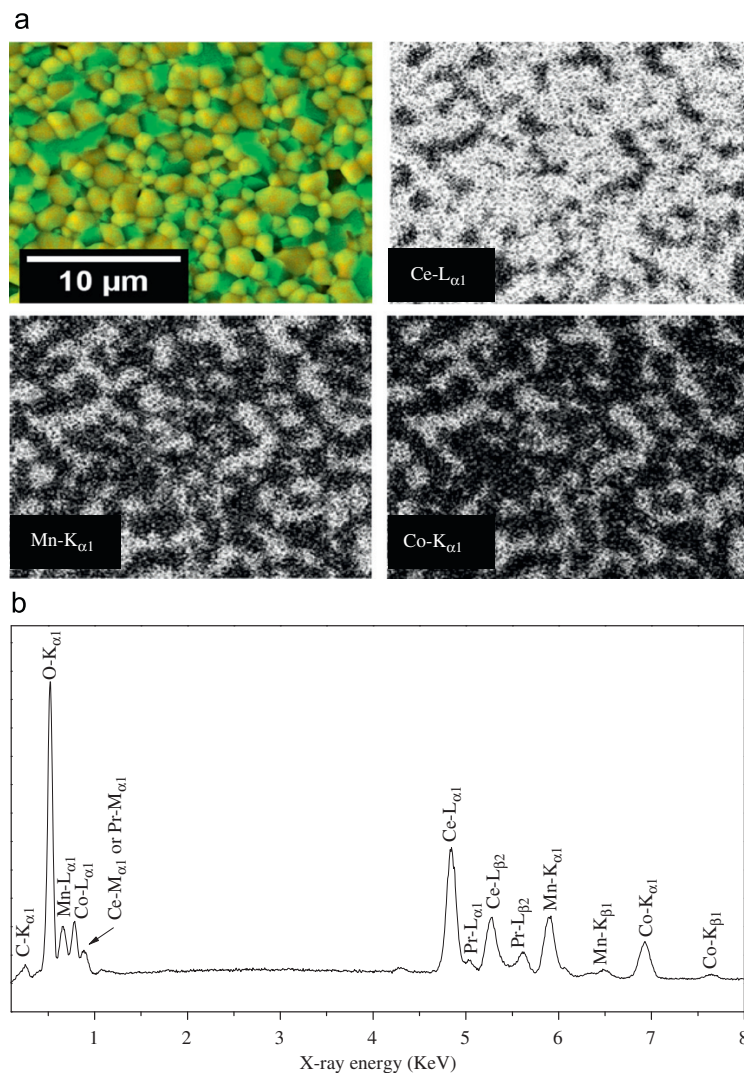 a
10 µm
Ce-Lα1
Mn-Kα1
Co-Kα1
b
C-Kα1
O-Kα1
Mn-Lα1
Co-Lα1
Ce-Mα1 or Pr-Mα1
Ce-Lα1
Pr-Lα1
Ce-Lβ2
Pr-Lβ2
Mn-Kα1
Mn-Kβ1
Co-Kα1
Co-Kβ1
1 2 3 4 5 6 7 8
X-ray energy (KeV)